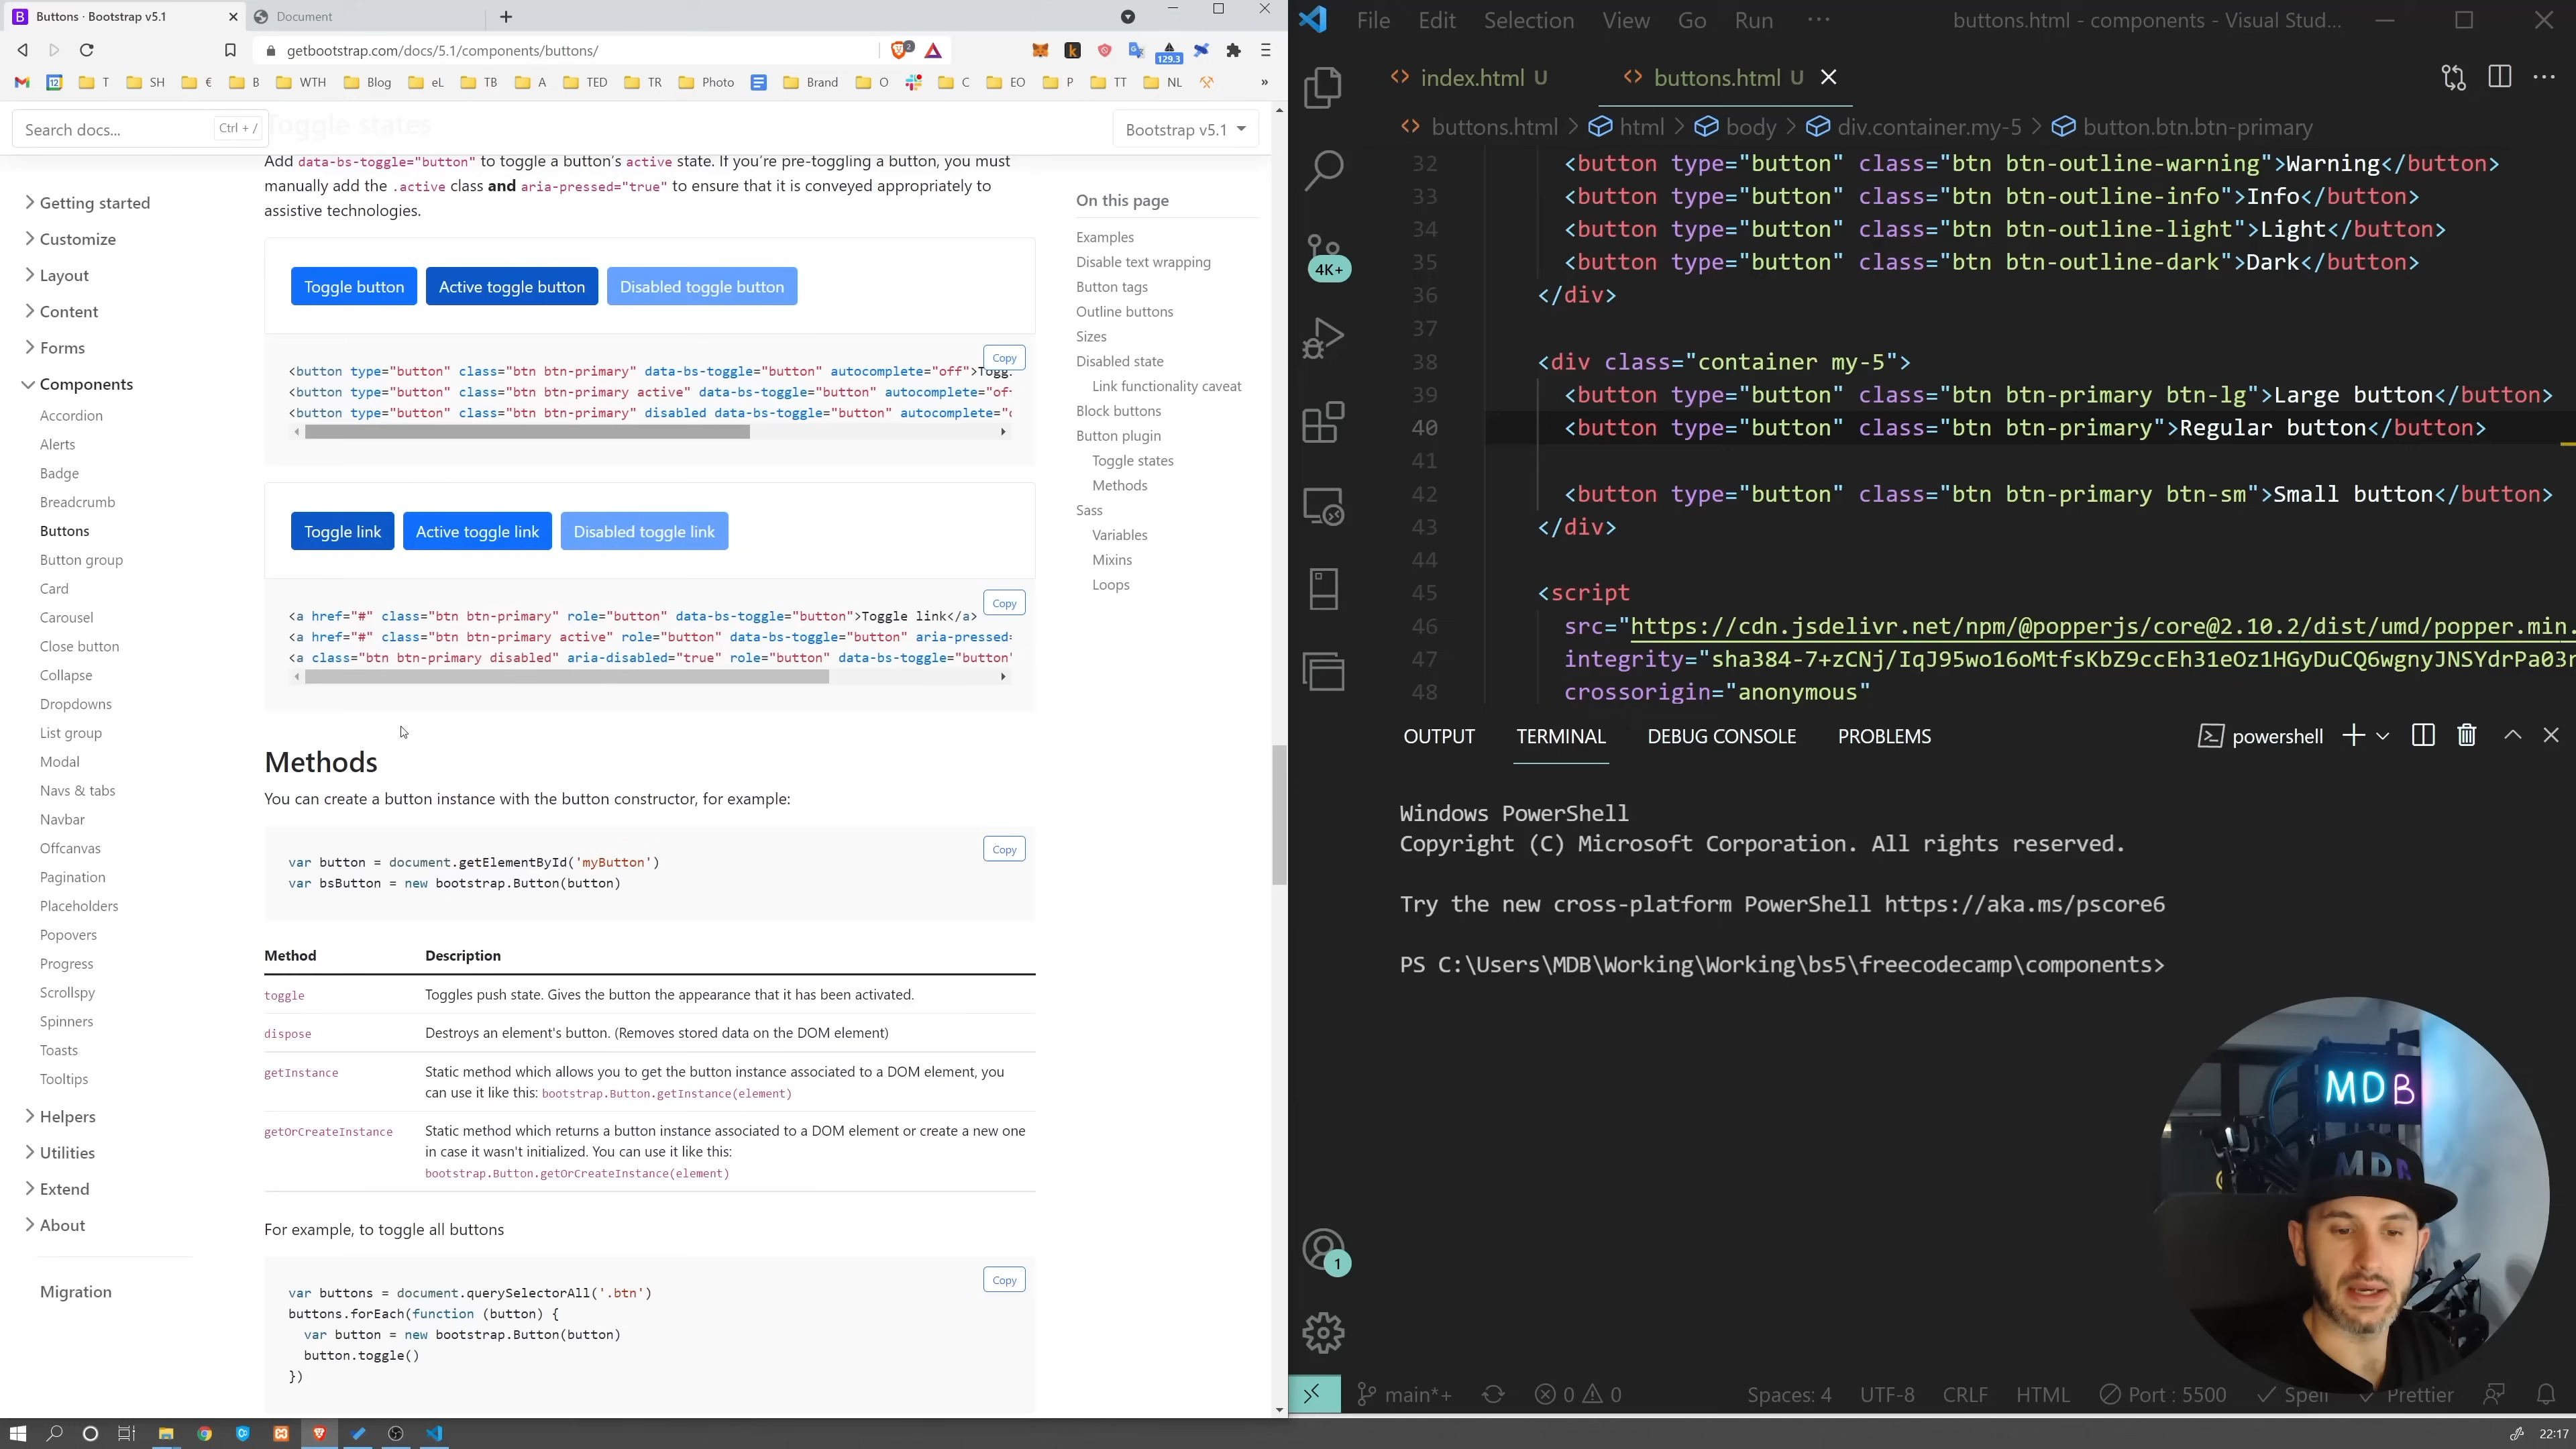 Buttons · Bootstrap v5.1
Document
getbootstrap.com/docs/5.1/components/buttons/
2
129.3
12
T
SH
€
B
WTH
Blog
eL
TB
A
TED
TR
Photo
Brand
O
C
EO
P
TT
NL
»
Search docs...
Ctrl + /
Toggle states
Bootstrap v5.1
Getting started
Customize
Layout
Content
Forms
Components
Accordion
Alerts
Badge
Breadcrumb
Buttons
Button group
Card
Carousel
Close button
Collapse
Dropdowns
List group
Modal
Navs & tabs
Navbar
Offcanvas
Pagination
Placeholders
Popovers
Progress
Scrollspy
Spinners
Toasts
Tooltips
Helpers
Utilities
Extend
About
Migration
Add data-bs-toggle="button" to toggle a button's active state. If you're pre-toggling a button, you must
manually add the .active class and aria-pressed="true" to ensure that it is conveyed appropriately to
assistive technologies.
Toggle button
Active toggle button
Disabled toggle button
Copy
<button type="button" class="btn btn-primary" data-bs-toggle="button" autocomplete="off">Togg
<button type="button" class="btn btn-primary active" data-bs-toggle="button" autocomplete="of
<button type="button" class="btn btn-primary" disabled data-bs-toggle="button" autocomplete="
Toggle link
Active toggle link
Disabled toggle link
Copy
<a href="#" class="btn btn-primary" role="button" data-bs-toggle="button">Toggle link</a>
<a href="#" class="btn btn-primary active" role="button" data-bs-toggle="button" aria-pressed=
<a class="btn btn-primary disabled" aria-disabled="true" role="button" data-bs-toggle="button"
Methods
You can create a button instance with the button constructor, for example:
Copy
var button = document.getElementById('myButton')
var bsButton = new bootstrap.Button(button)
Method
Description
toggle
Toggles push state. Gives the button the appearance that it has been activated.
dispose
Destroys an element's button. (Removes stored data on the DOM element)
getInstance
Static method which allows you to get the button instance associated to a DOM element, you
can use it like this: bootstrap.Button.getInstance(element)
getOrCreateInstance
Static method which returns a button instance associated to a DOM element or create a new one
in case it wasn't initialized. You can use it like this:
bootstrap.Button.getOrCreateInstance(element)
For example, to toggle all buttons
Copy
var buttons = document.querySelectorAll('.btn')
buttons.forEach(function (button) {
var button = new bootstrap.Button(button)
button.toggle()
})
On this page
Examples
Disable text wrapping
Button tags
Outline buttons
Sizes
Disabled state
Link functionality caveat
Block buttons
Button plugin
Toggle states
Methods
Sass
Variables
Mixins
Loops
File
Edit
Selection
View
Go
Run
···
buttons.html - components - Visual Stud...
index.html U
buttons.html U
buttons.html > html > body > div.container.my-5 > button.btn.btn-primary
4K+
32 <button type="button" class="btn btn-outline-warning">Warning</button>
33 <button type="button" class="btn btn-outline-info">Info</button>
34 <button type="button" class="btn btn-outline-light">Light</button>
35 <button type="button" class="btn btn-outline-dark">Dark</button>
36 </div>
37
38 <div class="container my-5">
39 <button type="button" class="btn btn-primary btn-lg">Large button</button>
40 <button type="button" class="btn btn-primary">Regular button</button>
41
42 <button type="button" class="btn btn-primary btn-sm">Small button</button>
43 </div>
44
45 <script
46 src="https://cdn.jsdelivr.net/npm/@popperjs/core@2.10.2/dist/umd/popper.min.
47 integrity="sha384-7+zCNj/IqJ95wo16oMtfsKbZ9ccEh31eOz1HGyDuCQ6wgnyJNSYdrPa03r
48 crossorigin="anonymous"
OUTPUT
TERMINAL
DEBUG CONSOLE
PROBLEMS
powershell
Windows PowerShell
Copyright (C) Microsoft Corporation. All rights reserved.
Try the new cross-platform PowerShell https://aka.ms/pscore6
PS C:\Users\MDB\Working\Working\bs5\freecodecamp\components>
MDB
MDB
1
main*+
0
0
Spaces: 4
UTF-8
CRLF
HTML
Port : 5500
Spell
Prettier
22:17